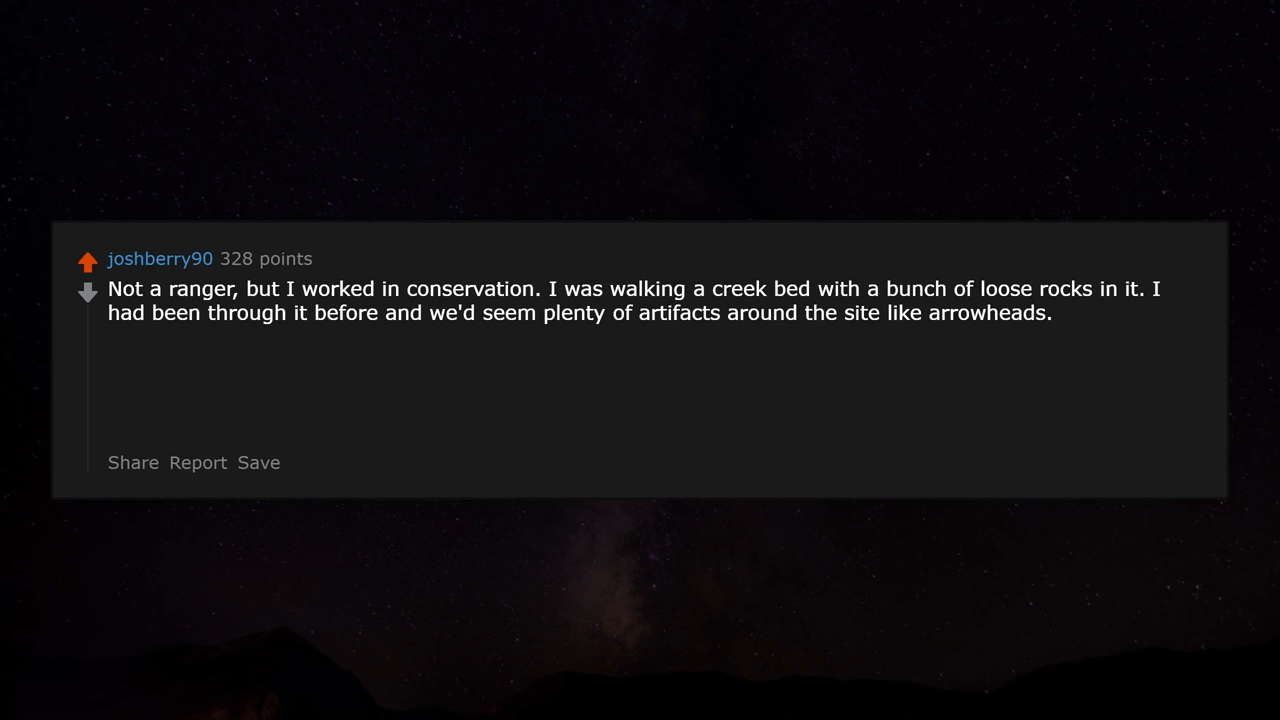 joshberry90 328 points
Not a ranger, but I worked in conservation. I was walking a creek bed with a bunch of loose rocks in it. I
had been through it before and we'd seem plenty of artifacts around the site like arrowheads.
Share Report Save